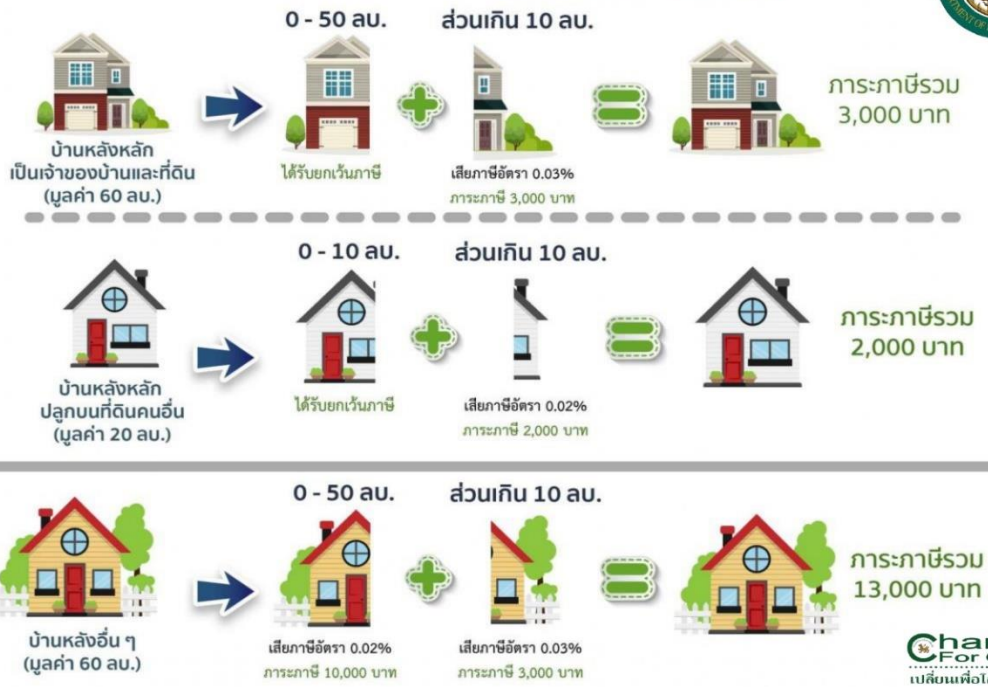 0 - 50 ลบ.
ส่วนเกิน 10 ลบ.
บ้านหลังหลัก
เป็นเจ้าของบ้านและที่ดิน
(มูลค่า 60 ลบ.)
ได้รับยกเว้นภาษี
เสียภาษีอัตรา 0.03%
ภาระภาษี 3,000 บาท
ภาระภาษีรวม
3,000 บาท
0 - 10 ลบ.
ส่วนเกิน 10 ลบ.
บ้านหลังหลัก
ปลูกบนที่ดินคนอื่น
(มูลค่า 20 ลบ.)
ได้รับยกเว้นภาษี
เสียภาษีอัตรา 0.02%
ภาระภาษี 2,000 บาท
ภาระภาษีรวม
2,000 บาท
0 - 50 ลบ.
ส่วนเกิน 10 ลบ.
บ้านหลังอื่น ๆ
(มูลค่า 60 ลบ.)
เสียภาษีอัตรา 0.02%
ภาระภาษี 10,000 บาท
เสียภาษีอัตรา 0.03%
ภาระภาษี 3,000 บาท
ภาระภาษีรวม
13,000 บาท
For